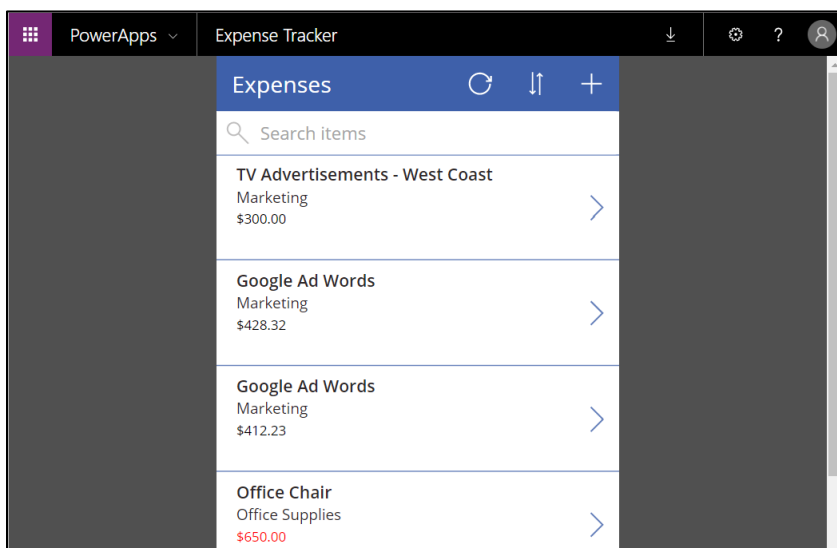 PowerApps
Expense Tracker
?
Expenses
Search items
TV Advertisements - West Coast
Marketing
$300.00
Google Ad Words
Marketing
$428.32
Google Ad Words
Marketing
$412.23
Office Chair
Office Supplies
$650.00